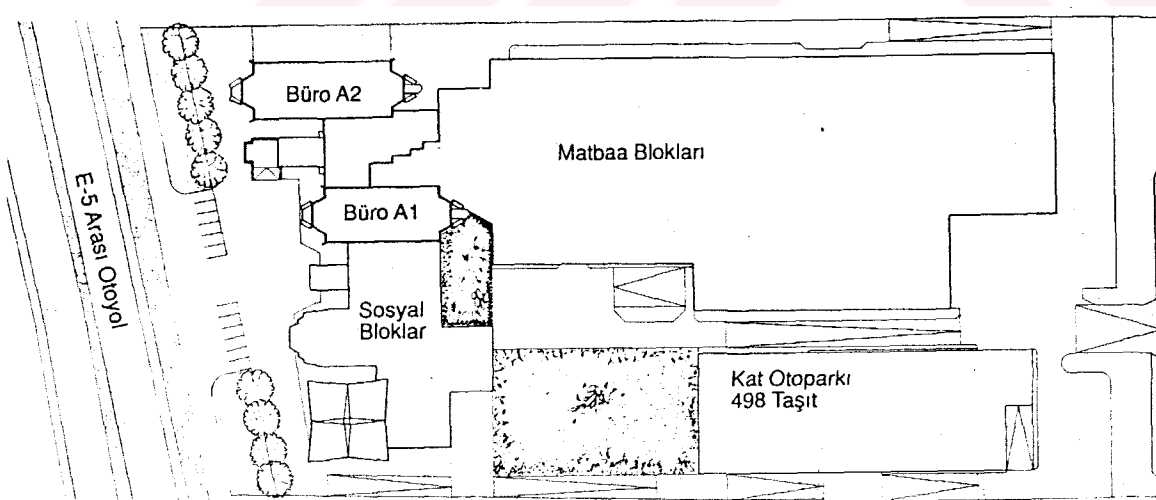 Büro A2
Matbaa Blokları
E-5 Arası Otoyol
Büro A1
Sosyal
Bloklar
Kat Otoparkı
498 Taşıt